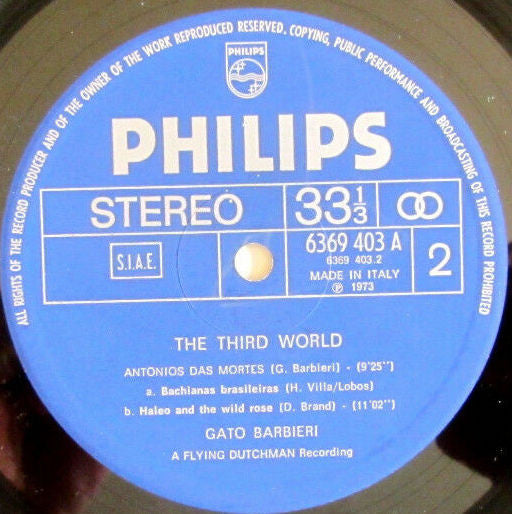 ALL RIGHTS OF THE RECORD PRODUCER AND OF THE OWNER OF THE WORK REPRODUCED RESERVED. COPYING, PUBLIC PERFORMANCE AND BROADCASTING OF THIS RECORD PROHIBITED
PHILIPS
PHILIPS
STEREO 33⅓
S.I.A.E.
6369 403 A
6369 403.2
MADE IN ITALY
Ⓟ 1973
2
THE THIRD WORLD
ANTONIOS DAS MORTES (G. Barbieri) - (9'25'')
a. Bachianas brasileiras (H. Villa/Lobos)
b. Haleo and the wild rose (D. Brand) - (11'02'')
GATO BARBIERI
A FLYING DUTCHMAN Recording